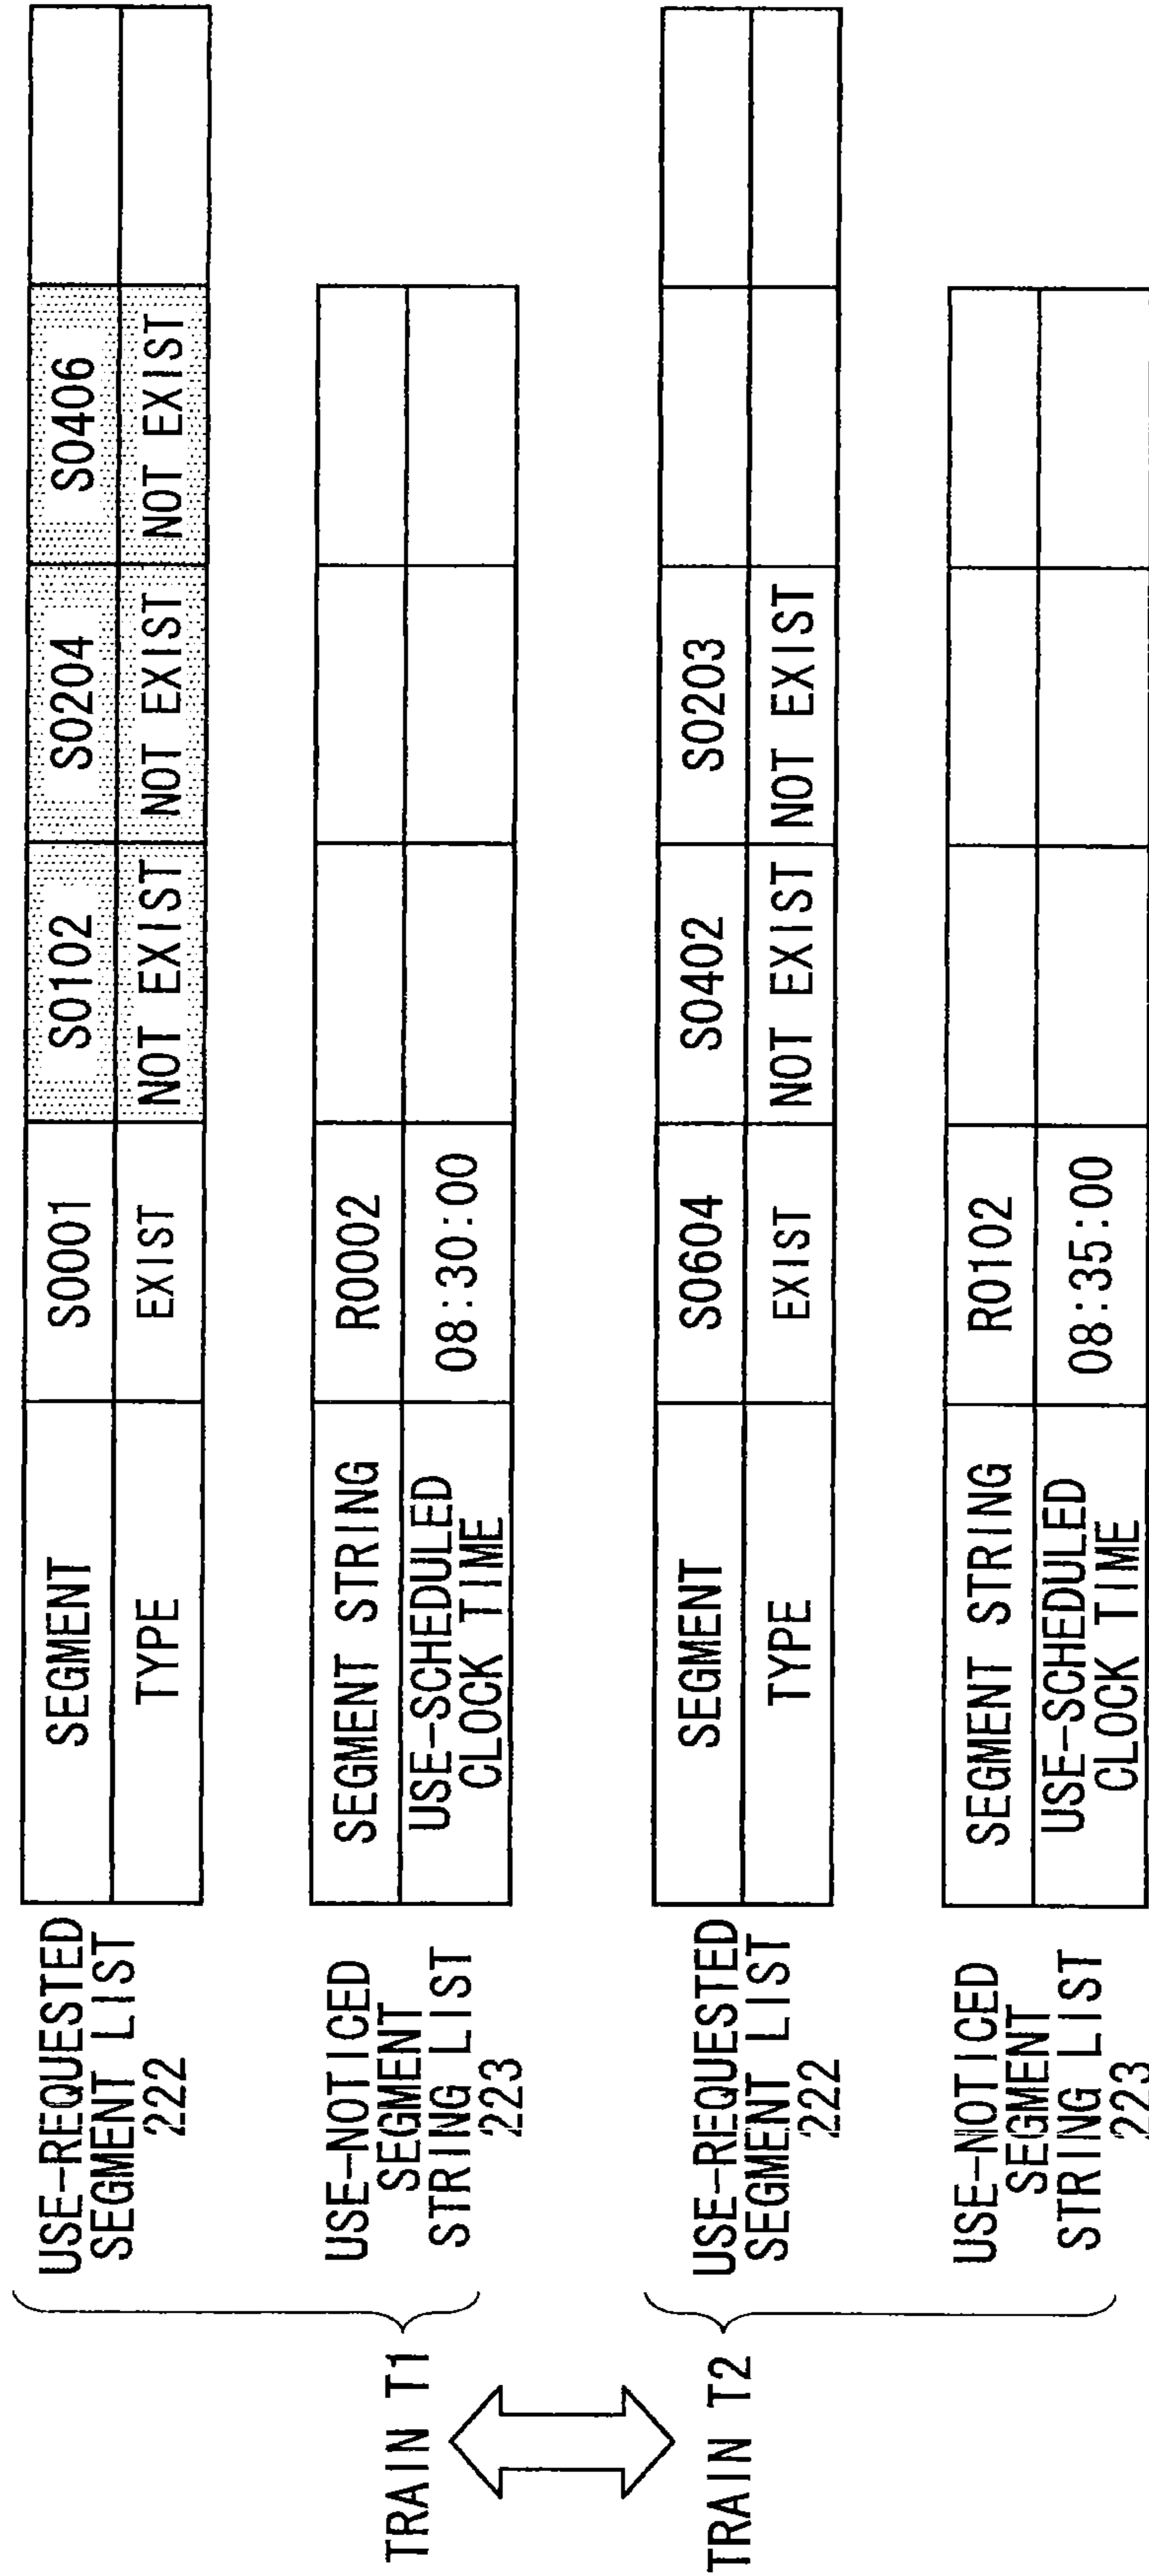 TRAIN T1
USE-REQUESTED
SEGMENT LIST
222
SEGMENT S0001 S0102 S0204 S0406
TYPE EXIST NOT EXIST NOT EXIST NOT EXIST
USE-NOTICED
SEGMENT
STRING LIST
223
SEGMENT STRING R0002
USE-SCHEDULED
CLOCK TIME
08:30:00
TRAIN T2
USE-REQUESTED
SEGMENT LIST
222
SEGMENT S0604 S0402 S0203
TYPE EXIST NOT EXIST NOT EXIST
USE-NOTICED
SEGMENT
STRING LIST
223
SEGMENT STRING R0102
USE-SCHEDULED
CLOCK TIME
08:35:00